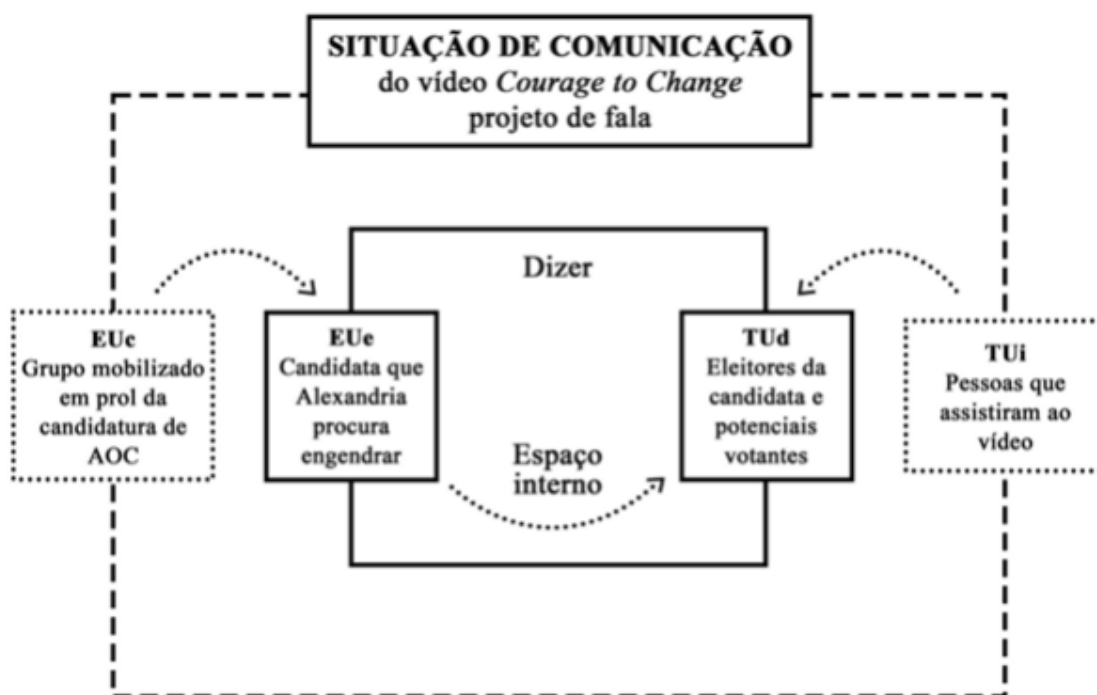 SITUAÇÃO DE COMUNICAÇÃO
do vídeo Courage to Change
projeto de fala
Dizer
EUc
Grupo mobilizado
em prol da
candidatura de
AOC
EUe
Candidata que
Alexandria
procura
engendrar
Espaço
interno
TUd
Eleitores da
candidata e
potenciais
votantes
TUi
Pessoas que
assistiram ao
vídeo